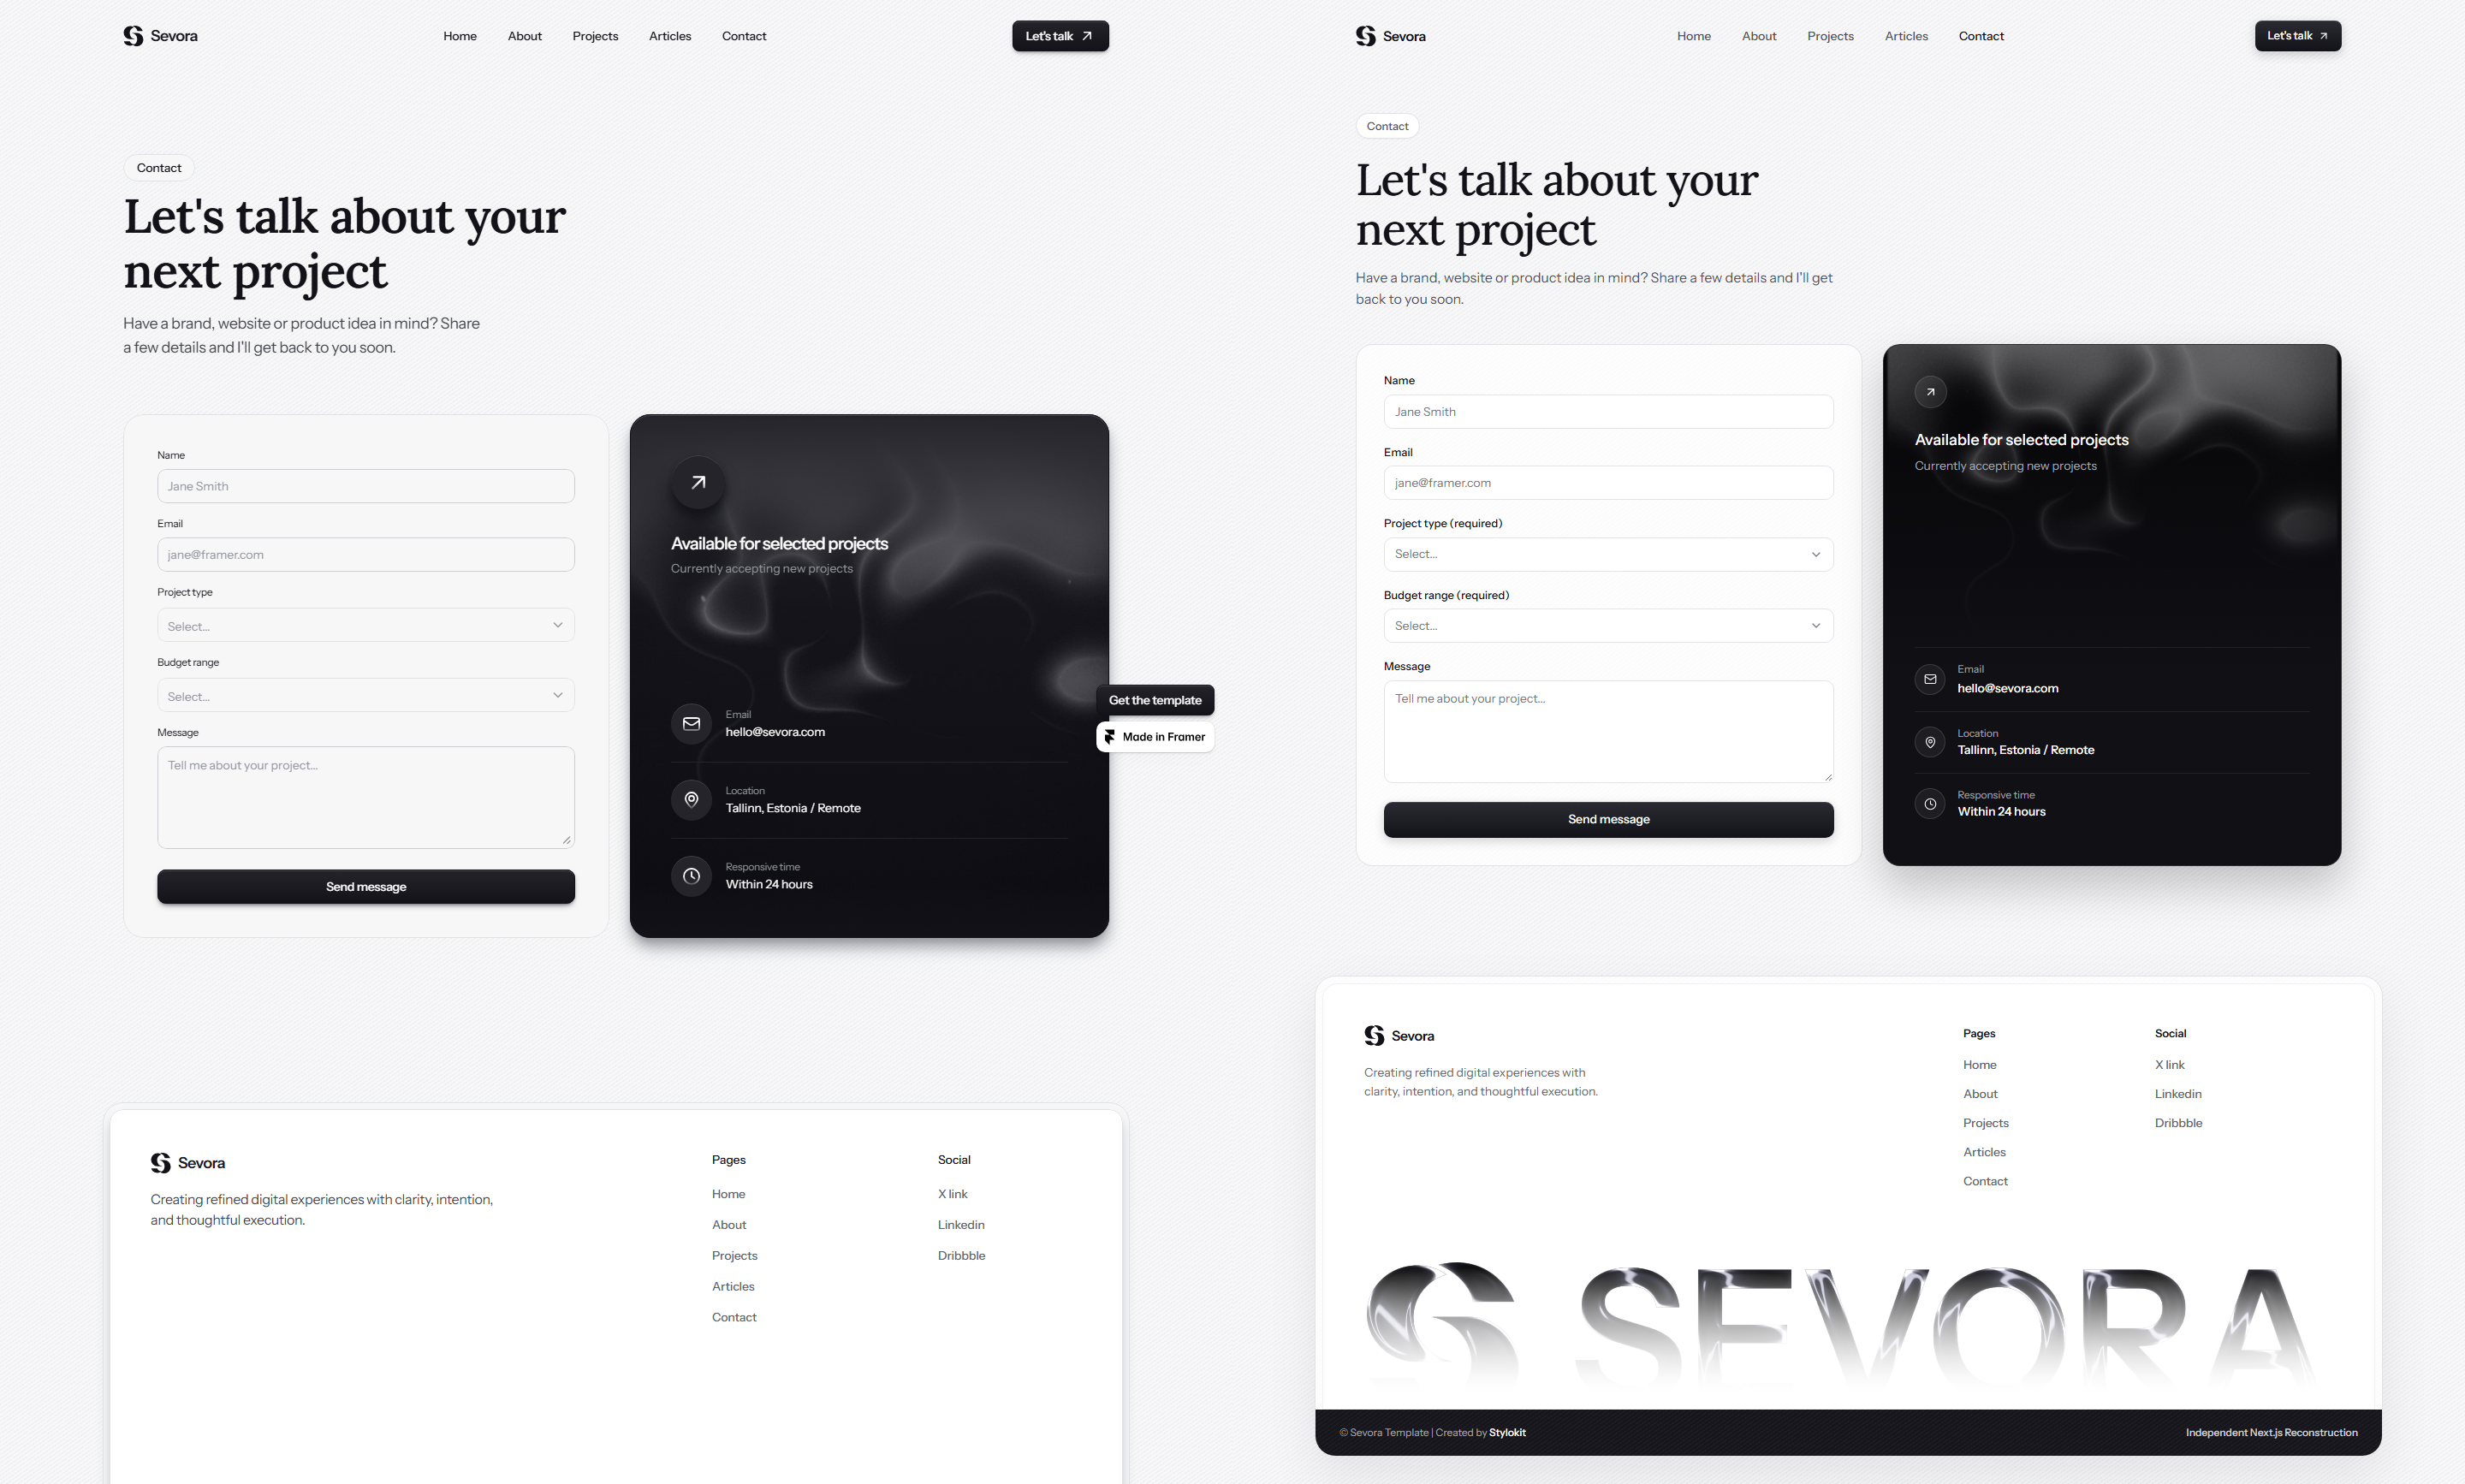 Sevora
Home
About
Projects
Articles
Contact
Let's talk
Contact
Let's talk about your
next project
Have a brand, website or product idea in mind? Share
a few details and I'll get back to you soon.
Name
Jane Smith
Email
jane@framer.com
Project type
Select...
Budget range
Select...
Message
Tell me about your project...
Send message
Available for selected projects
Currently accepting new projects
Email
hello@sevora.com
Location
Tallinn, Estonia / Remote
Responsive time
Within 24 hours
Get the template
Made in Framer
Sevora
Creating refined digital experiences with clarity, intention,
and thoughtful execution.
Pages
Home
About
Projects
Articles
Contact
Social
X link
Linkedin
Dribbble
Sevora
Home
About
Projects
Articles
Contact
Let's talk
Contact
Let's talk about your
next project
Have a brand, website or product idea in mind? Share a few details and I'll get
back to you soon.
Name
Jane Smith
Email
jane@framer.com
Project type (required)
Select...
Budget range (required)
Select...
Message
Tell me about your project...
Send message
Available for selected projects
Currently accepting new projects
Email
hello@sevora.com
Location
Tallinn, Estonia / Remote
Responsive time
Within 24 hours
Sevora
Creating refined digital experiences with
clarity, intention, and thoughtful execution.
Pages
Home
About
Projects
Articles
Contact
Social
X link
Linkedin
Dribbble
SEVORA
© Sevora Template | Created by Stylokit
Independent Next.js Reconstruction